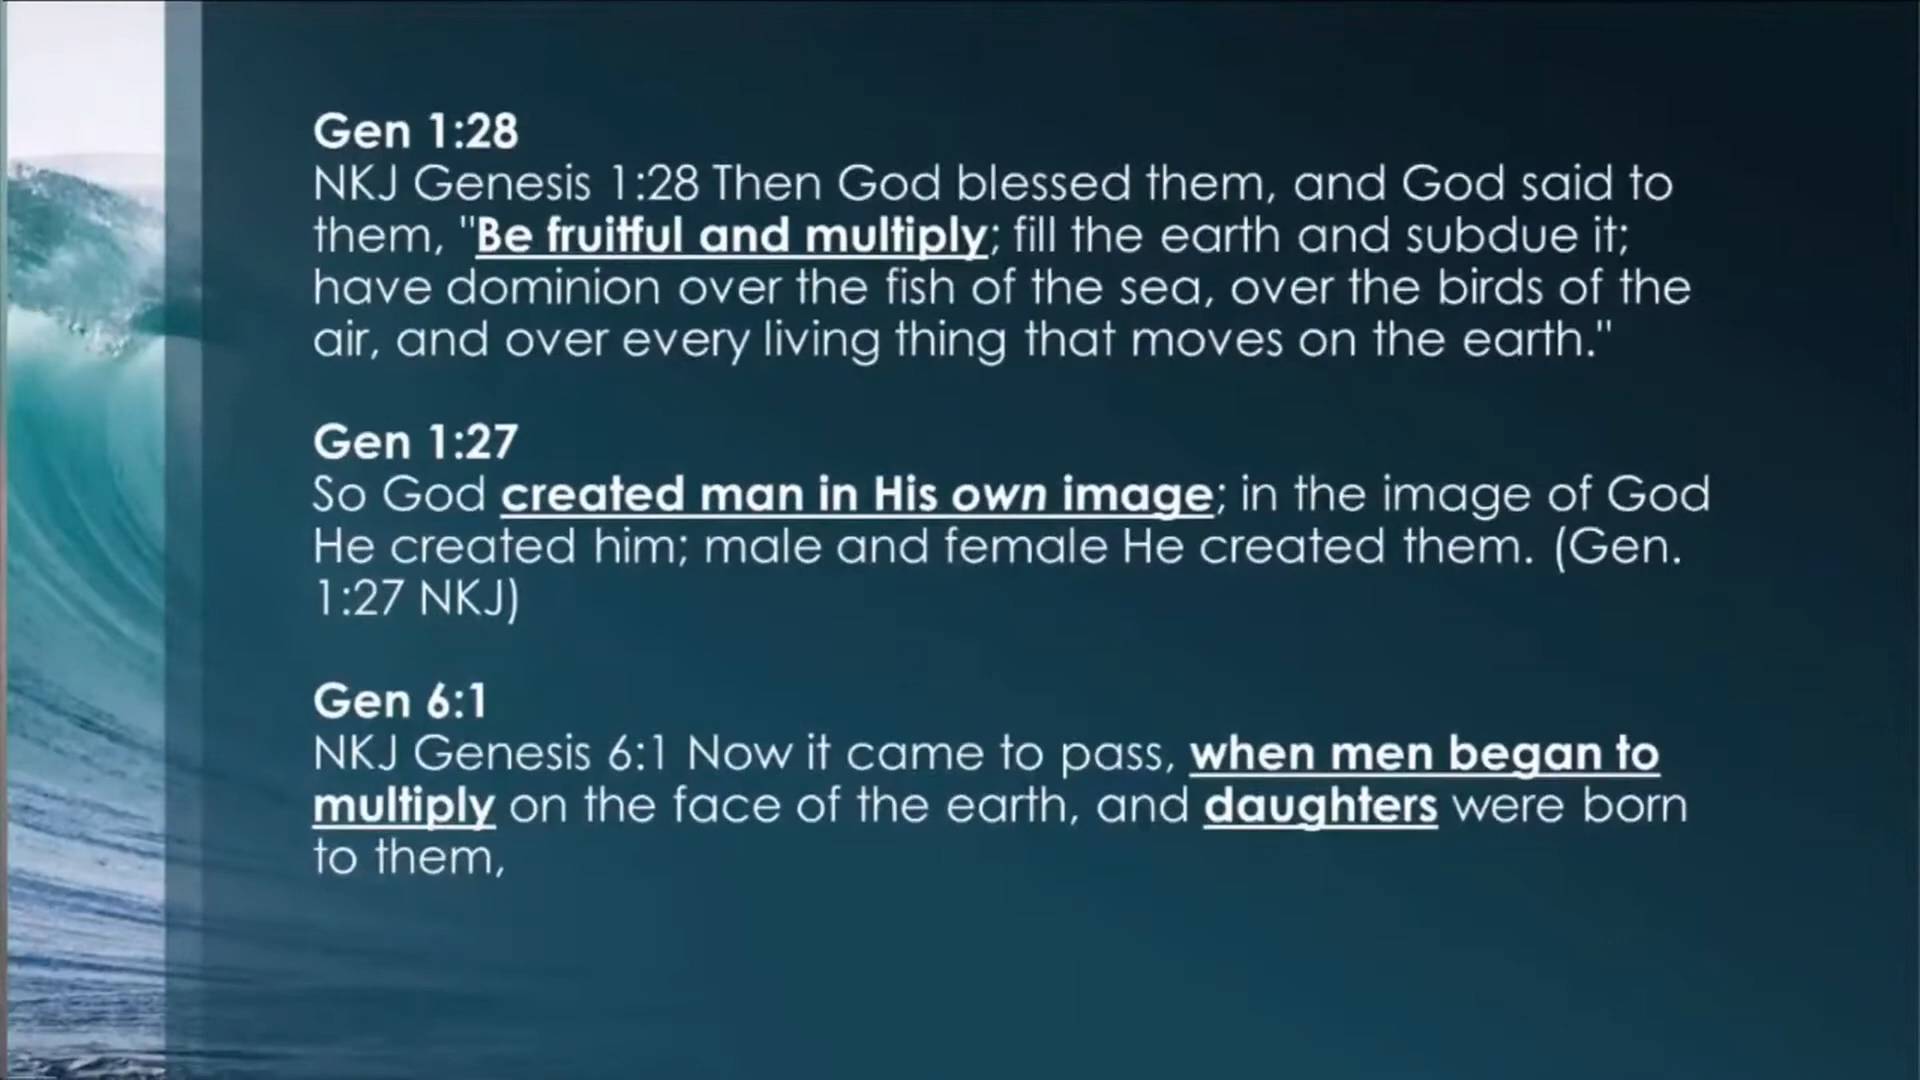 Gen 1:28
NKJ Genesis 1:28 Then God blessed them, and God said to
them, "Be fruitful and multiply; fill the earth and subdue it;
have dominion over the fish of the sea, over the birds of the
air, and over every living thing that moves on the earth."
Gen 1:27
So God created man in His own image; in the image of God
He created him; male and female He created them. (Gen.
1:27 NKJ)
Gen 6:1
NKJ Genesis 6:1 Now it came to pass, when men began to
multiply on the face of the earth, and daughters were born
to them,